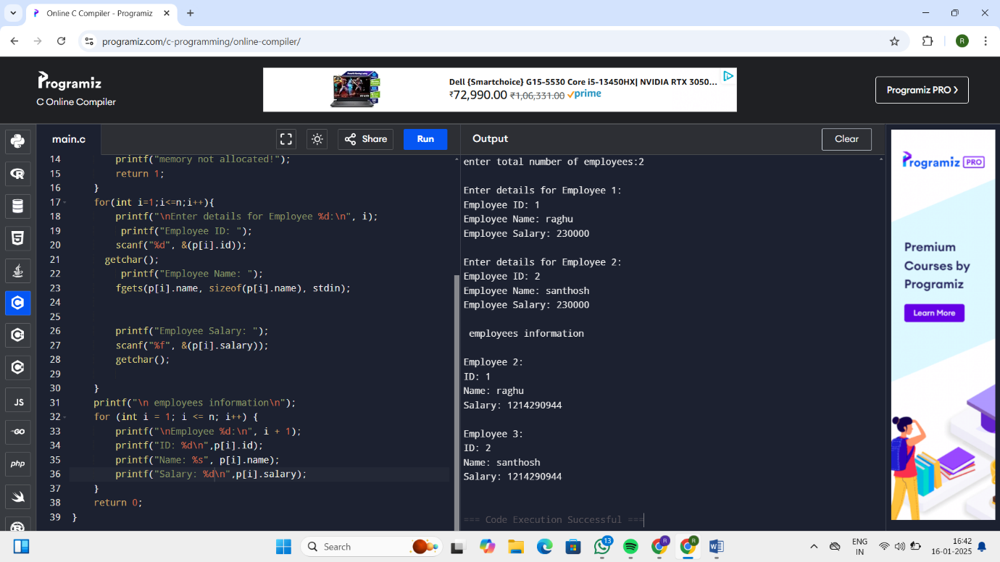 Online C Compiler - Programiz
programiz.com/c-programming/online-compiler/
R
Programiz
C Online Compiler
Dell {Smartchoice} G15-5530 Core i5-13450HX| NVIDIA RTX 3050...
₹72,990.00 ₹1,06,331.00 prime
Programiz PRO
main.c
Share
Run
Output
Clear
14 printf("memory not allocated!");
15 return 1;
16 }
17 for(int i=1;i<=n;i++){
18 printf("\nEnter details for Employee %d:\n", i);
19 printf("Employee ID: ");
20 scanf("%d", &(p[i].id));
21 getchar();
22 printf("Employee Name: ");
23 fgets(p[i].name, sizeof(p[i].name), stdin);
24
25
26 printf("Employee Salary: ");
27 scanf("%f", &(p[i].salary));
28 getchar();
29
30 }
31 printf("\n employees information\n");
32 for (int i = 1; i <= n; i++) {
33 printf("\nEmployee %d:\n", i + 1);
34 printf("ID: %d\n",p[i].id);
35 printf("Name: %s", p[i].name);
36 printf("Salary: %d\n",p[i].salary);
37 }
38 return 0;
39 }
enter total number of employees:2
Enter details for Employee 1:
Employee ID: 1
Employee Name: raghu
Employee Salary: 230000
Enter details for Employee 2:
Employee ID: 2
Employee Name: santhosh
Employee Salary: 230000
employees information
Employee 2:
ID: 1
Name: raghu
Salary: 1214290944
Employee 3:
ID: 2
Name: santhosh
Salary: 1214290944
=== Code Execution Successful ===
Programiz PRO
Premium
Courses by
Programiz
Learn More
JS
GO
php
Search
13
R
R
ENG
IN
16:42
16-01-2025